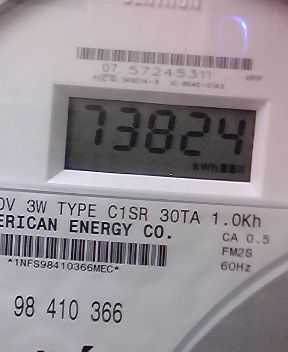 07 57245311
73824
kWh
0V 3W TYPE C1SR 30TA 1.0Kh
ERICAN ENERGY CO.
CA 0.5
FM2S
60Hz
*1NFS98410366MEC*
98 410 366